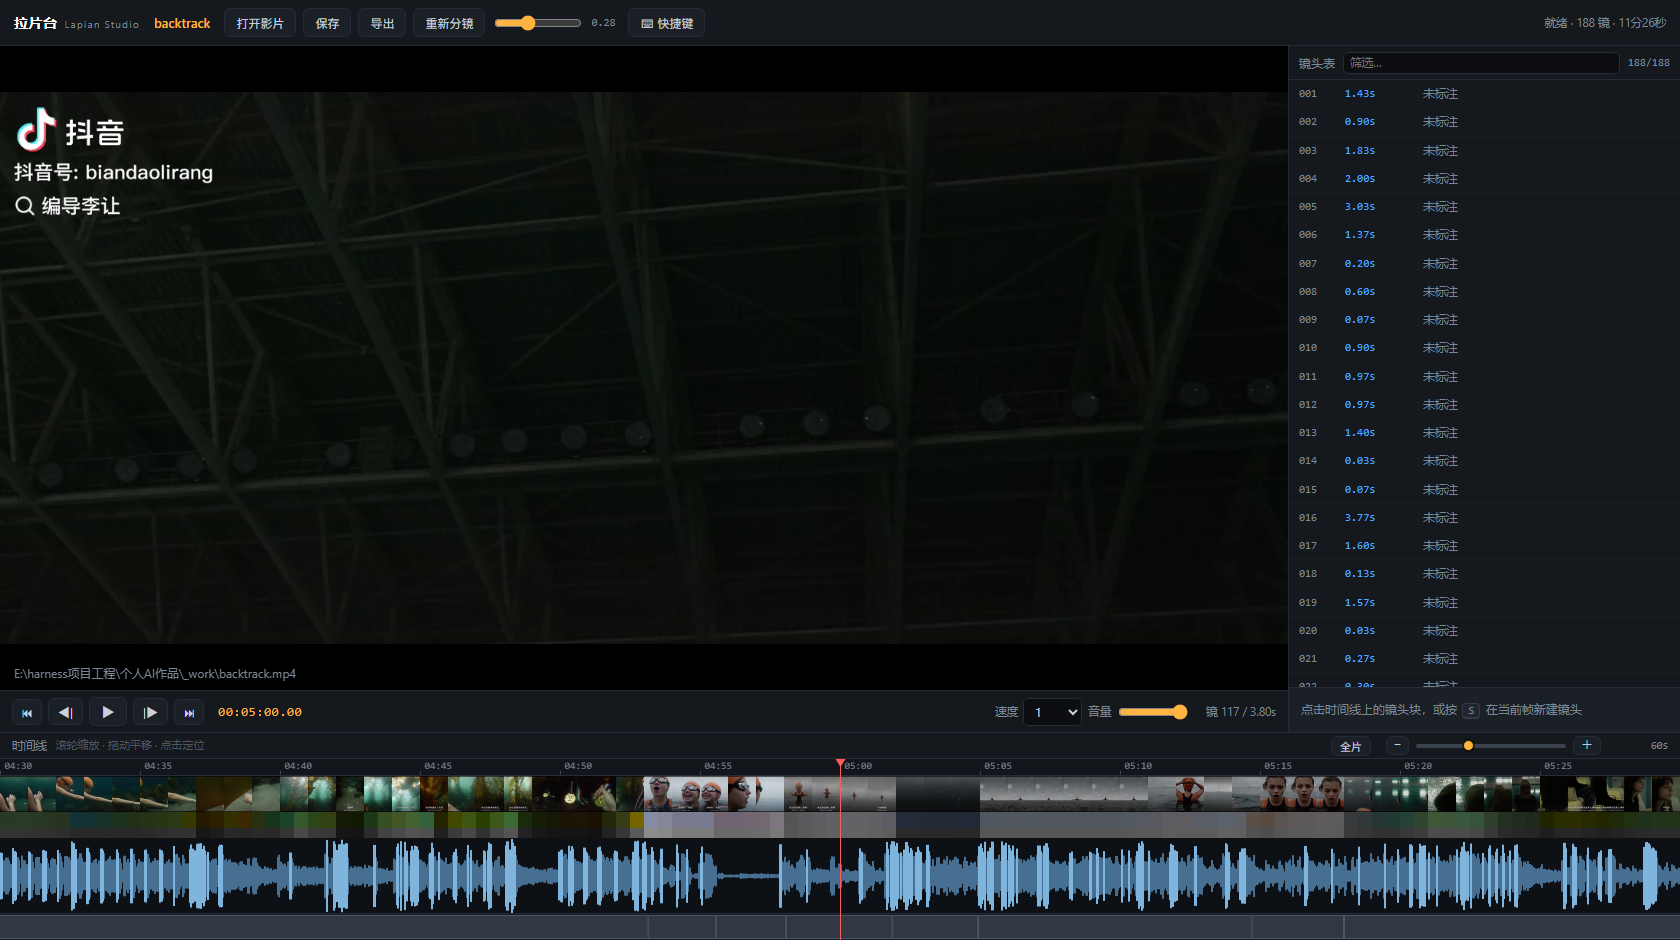 拉片台 Lapian Studio backtrack 打开影片 保存 导出 重新分镜 0.28 快捷键 就绪 · 188 镜 · 11分26秒
抖音
抖音号: biandaolirang
编导李让
E:\harness项目工程\个人AI作品\_work\backtrack.mp4
镜头表 筛选... 188/188
001 1.43s 未标注
002 0.90s 未标注
003 1.83s 未标注
004 2.00s 未标注
005 3.03s 未标注
006 1.37s 未标注
007 0.20s 未标注
008 0.60s 未标注
009 0.07s 未标注
010 0.90s 未标注
011 0.97s 未标注
012 0.97s 未标注
013 1.40s 未标注
014 0.03s 未标注
015 0.07s 未标注
016 3.77s 未标注
017 1.60s 未标注
018 0.13s 未标注
019 1.57s 未标注
020 0.03s 未标注
021 0.27s 未标注
022 0.30s 未标注
00:05:00.00 速度 1 音量 镜 117 / 3.80s
点击时间线上的镜头块，或按 S 在当前帧新建镜头
时间线 滚轮缩放 · 拖动平移 · 点击定位 全片 − + 60s
04:30 04:35 04:40 04:45 04:50 04:55 05:00 05:05 05:10 05:15 05:20 05:25